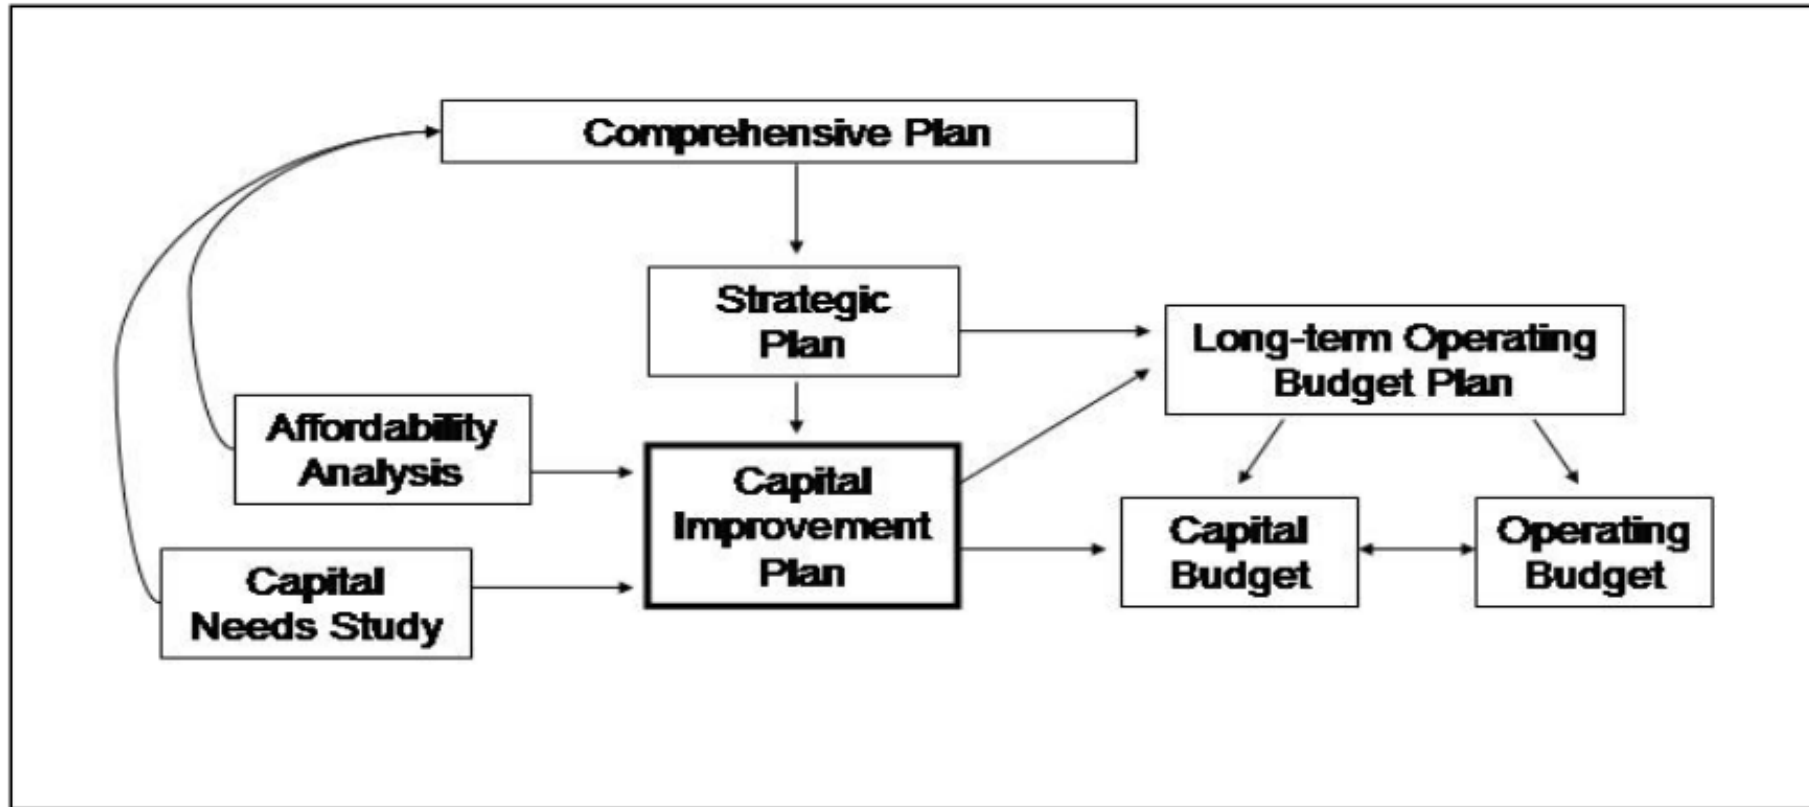 Comprehensive Plan
Strategic
Plan
Long-term Operating
Budget Plan
Affordability
Analysis
Capital
Improvement
Plan
Capital
Budget
Operating
Budget
Capital
Needs Study